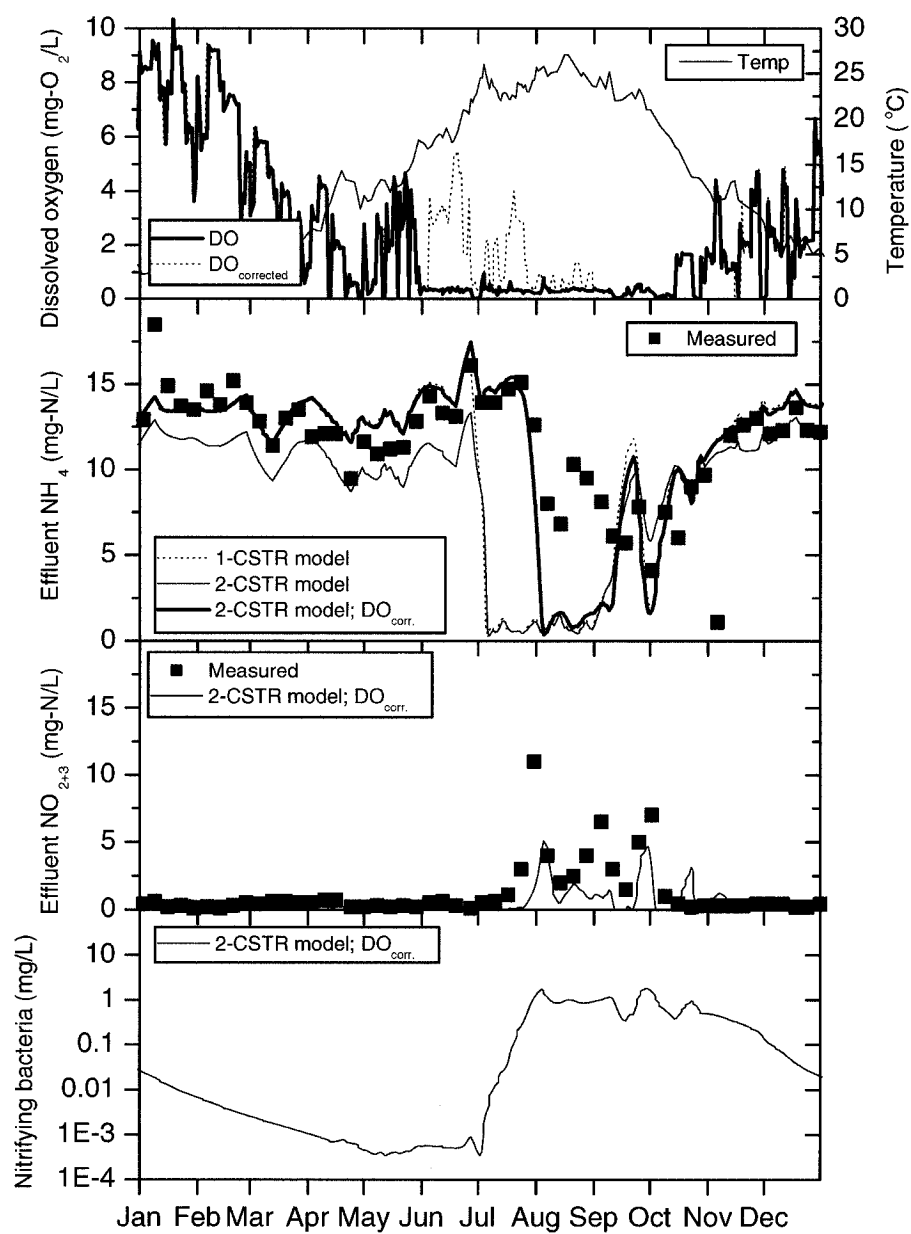 Dissolved oxygen (mg-O2/L)
10
8
6
4
2
0
Temp
DO
DOcorrected
30
25
20
15
10
5
0
Temperature (°C)
Effluent NH4 (mg-N/L)
15
10
5
0
Measured
1-CSTR model
2-CSTR model
2-CSTR model; DOcorr.
Effluent NO2+3 (mg-N/L)
15
10
5
0
Measured
2-CSTR model; DOcorr.
Nitrifying bacteria (mg/L)
10
1
0.1
0.01
1E-3
1E-4
2-CSTR model; DOcorr.
Jan Feb Mar Apr May Jun Jul Aug Sep Oct Nov Dec